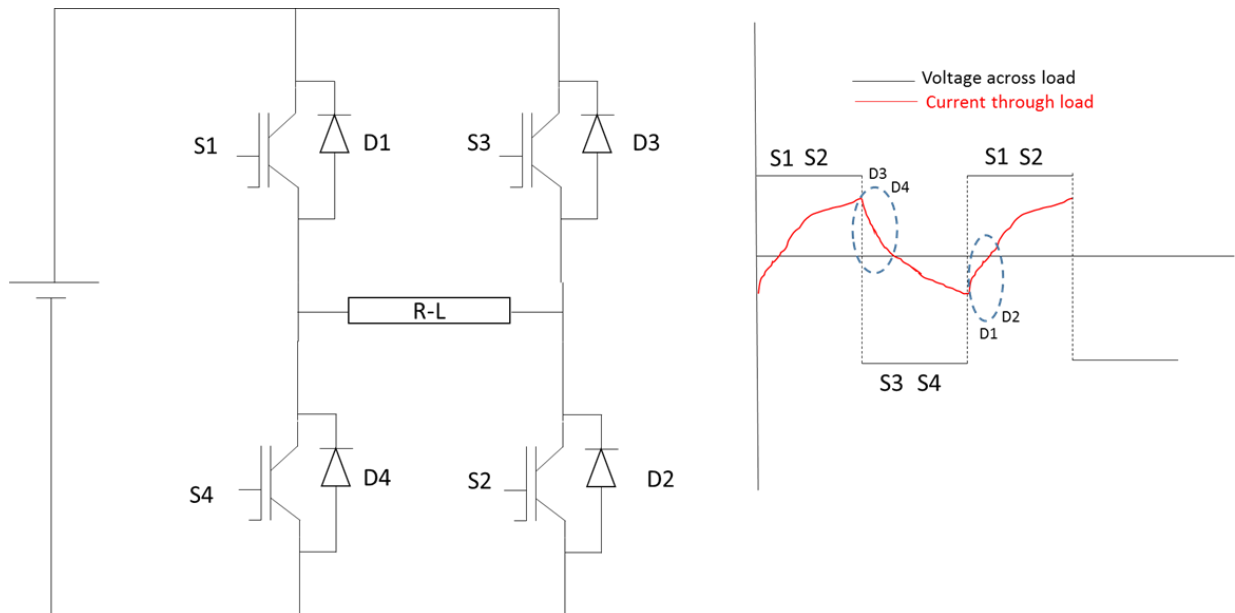 S1
D1
S3
D3
R-L
S4
D4
S2
D2
Voltage across load
Current through load
S1 S2
D3
D4
S1 S2
D2
D1
S3 S4